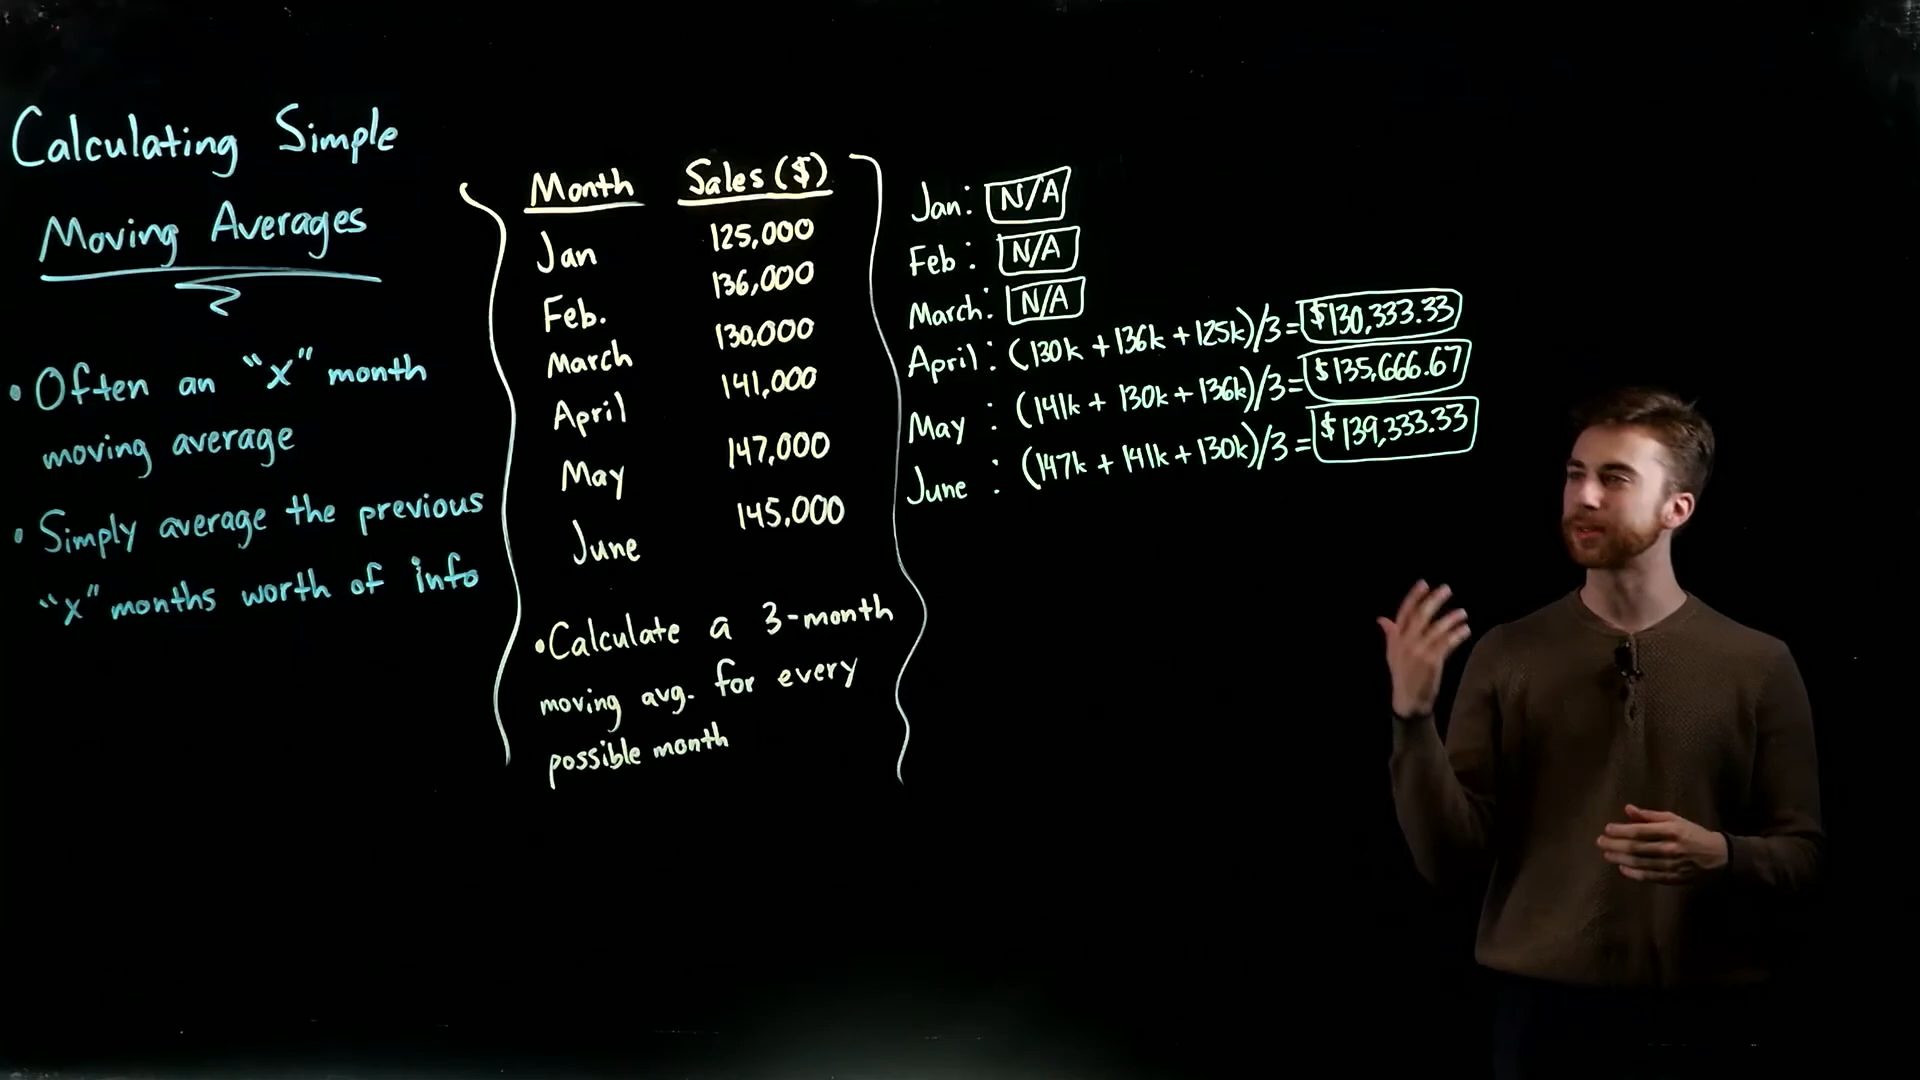 Calculating Simple
Moving Averages
• Often an "x" month
moving average
• Simply average the previous
"x" months worth of info
Month Sales ($)
Jan 125,000
Feb. 136,000
March 130,000
April 141,000
May 147,000
June 145,000
• Calculate a 3-month
moving avg. for every
possible month
Jan: N/A
Feb: N/A
March: N/A
April: (130k + 136k + 125k)/3 = $130,333.33
May: (141k + 130k + 136k)/3 = $135,666.67
June: (147k + 141k + 130k)/3 = $139,333.33